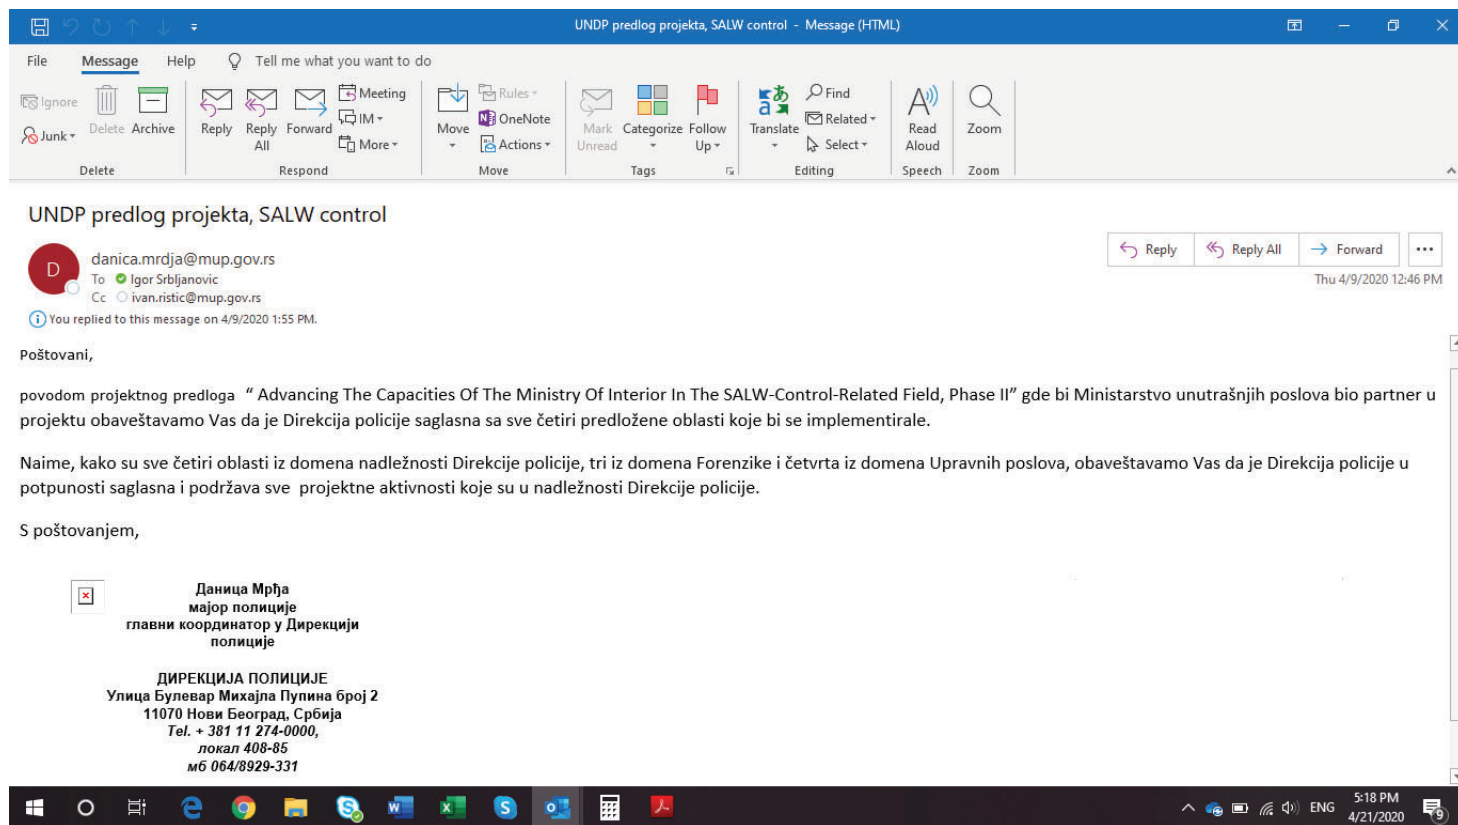 UNDP predlog projekta, SALW control - Message (HTML)
File Message Help Tell me what you want to do
Ignore
Junk
Delete
Archive
Delete
Reply
Reply All
Forward
Meeting
IM
More
Respond
Move
Rules
OneNote
Actions
Move
Mark Unread
Categorize
Follow Up
Tags
Translate
Find
Related
Select
Editing
Read Aloud
Speech
Zoom
Zoom
UNDP predlog projekta, SALW control
D
danica.mrdja@mup.gov.rs
To Igor Srbljanovic
Cc ivan.ristic@mup.gov.rs
You replied to this message on 4/9/2020 1:55 PM.
Reply Reply All Forward
Thu 4/9/2020 12:46 PM
Poštovani,
povodom projektnog predloga “ Advancing The Capacities Of The Ministry Of Interior In The SALW-Control-Related Field, Phase II” gde bi Ministarstvo unutrašnjih poslova bio partner u
projektu obaveštavamo Vas da je Direkcija policije saglasna sa sve četiri predložene oblasti koje bi se implementirale.
Naime, kako su sve četiri oblasti iz domena nadležnosti Direkcije policije, tri iz domena Forenzike i četvrta iz domena Upravnih poslova, obaveštavamo Vas da je Direkcija policije u
potpunosti saglasna i podržava sve projektne aktivnosti koje su u nadležnosti Direkcije policije.
S poštovanjem,
Даница Мрђа
мајор полиције
главни координатор у Дирекцији
полиције
ДИРЕКЦИЈА ПОЛИЦИЈЕ
Улица Булевар Михајла Пупина број 2
11070 Нови Београд, Србија
Tel. + 381 11 274-0000,
локал 408-85
мб 064/8929-331
ENG
5:18 PM
4/21/2020
9